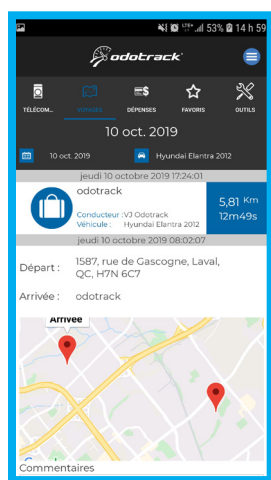 LTE+ 53% 14 h 59
odotrack
TÉLÉCOM... VOYAGES DÉPENSES FAVORIS OUTILS
10 oct. 2019
10 oct. 2019 Hyundai Elantra 2012
jeudi 10 octobre 2019 17:24:01
odotrack
5,81 Km
Conducteur : VJ Odotrack
12m49s
Véhicule : Hyundai Elantra 2012
jeudi 10 octobre 2019 08:02:07
Départ : 1587, rue de Gascogne, Laval,
QC, H7N 6C7
Arrivée : odotrack
Arrivée
Commentaires